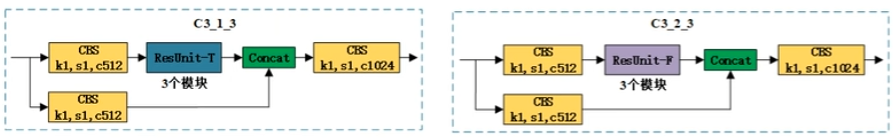 C3_1_3
CBS
k1,s1,c512
ResUnit-T
Concat
CBS
k1,s1,c1024
3个模块
CBS
k1,s1,c512
C3_2_3
CBS
k1,s1,c512
ResUnit-F
Concat
CBS
k1,s1,c1024
3个模块
CBS
k1,s1,c512